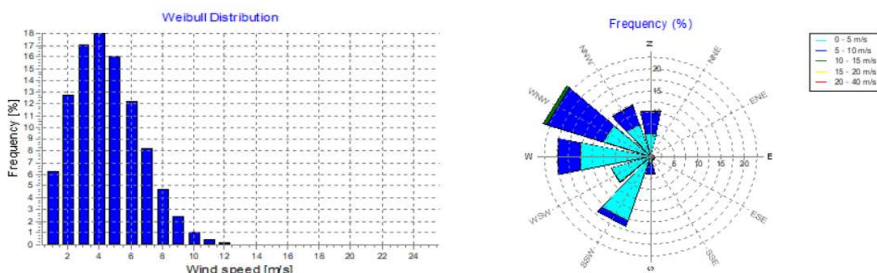 Weibull Distribution
Frequency [%]
18
17
16
15
14
13
12
11
10
9
8
7
6
5
4
3
2
1
0
2 4 6 8 10 12 14 16 18 20 22 24
Wind speed [m/s]
Frequency (%)
N
NNE
ENE
E
ESE
SSE
S
SSW
WSW
W
WNW
NNW
20
15
10
5
5 10 15 20
0 - 5 m/s
5 - 10 m/s
10 - 15 m/s
15 - 20 m/s
20 - 40 m/s